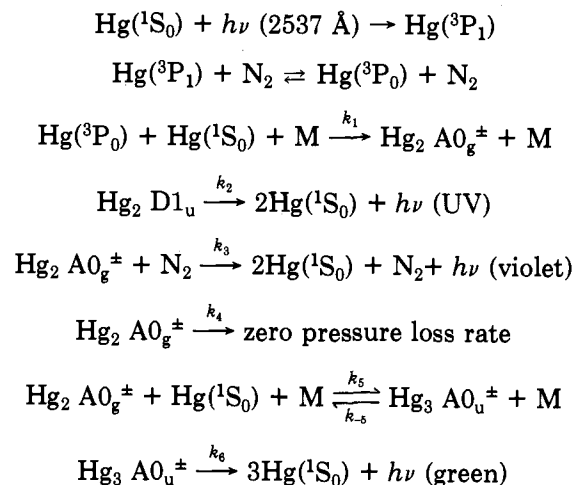 Hg(¹S₀) + hν (2537 Å) → Hg(³P₁)
Hg(³P₁) + N₂ ⇌ Hg(³P₀) + N₂
Hg(³P₀) + Hg(¹S₀) + M —k₁→ Hg₂ A0g± + M
Hg₂ D1ᵤ —k₂→ 2Hg(¹S₀) + hν (UV)
Hg₂ A0g± + N₂ —k₃→ 2Hg(¹S₀) + N₂+ hν (violet)
Hg₂ A0g± —k₄→ zero pressure loss rate
Hg₂ A0g± + Hg(¹S₀) + M ⇌ k₅ k₋₅ Hg₃ A0ᵤ± + M
Hg₃ A0ᵤ± —k₆→ 3Hg(¹S₀) + hν (green)